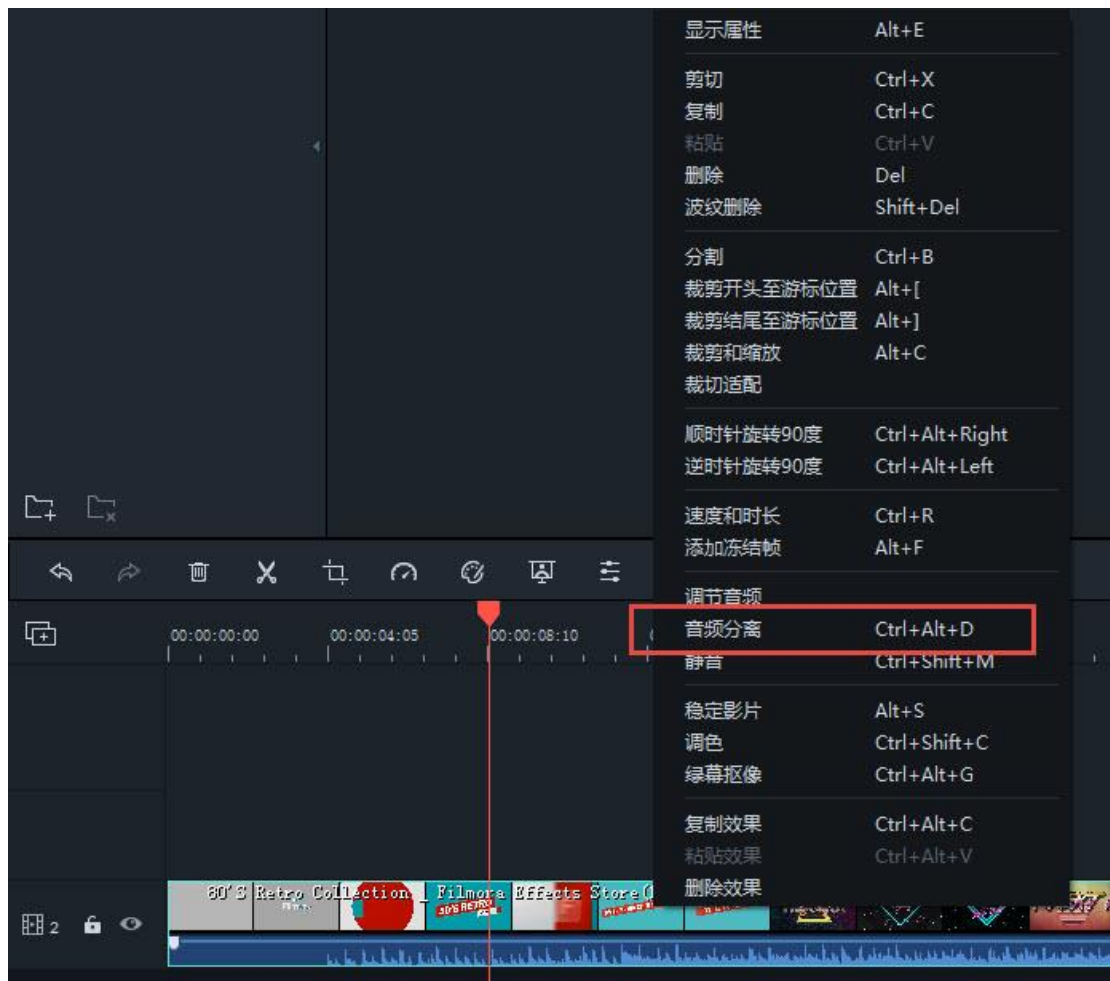 显示属性 Alt+E
剪切 Ctrl+X
复制 Ctrl+C
粘贴 Ctrl+V
删除 Del
波纹删除 Shift+Del
分割 Ctrl+B
裁剪开头至游标位置 Alt+[
裁剪结尾至游标位置 Alt+]
裁剪和缩放 Alt+C
裁切适配
顺时针旋转90度 Ctrl+Alt+Right
逆时针旋转90度 Ctrl+Alt+Left
速度和时长 Ctrl+R
添加冻结帧 Alt+F
调节音频
音频分离 Ctrl+Alt+D
静音 Ctrl+Shift+M
稳定影片 Alt+S
调色 Ctrl+Shift+C
绿幕抠像 Ctrl+Alt+G
复制效果 Ctrl+Alt+C
粘贴效果 Ctrl+Alt+V
删除效果
00:00:00:00 00:00:04:05 00:00:08:10
80'S Retro Collection _ Filmora Effects Store(
2